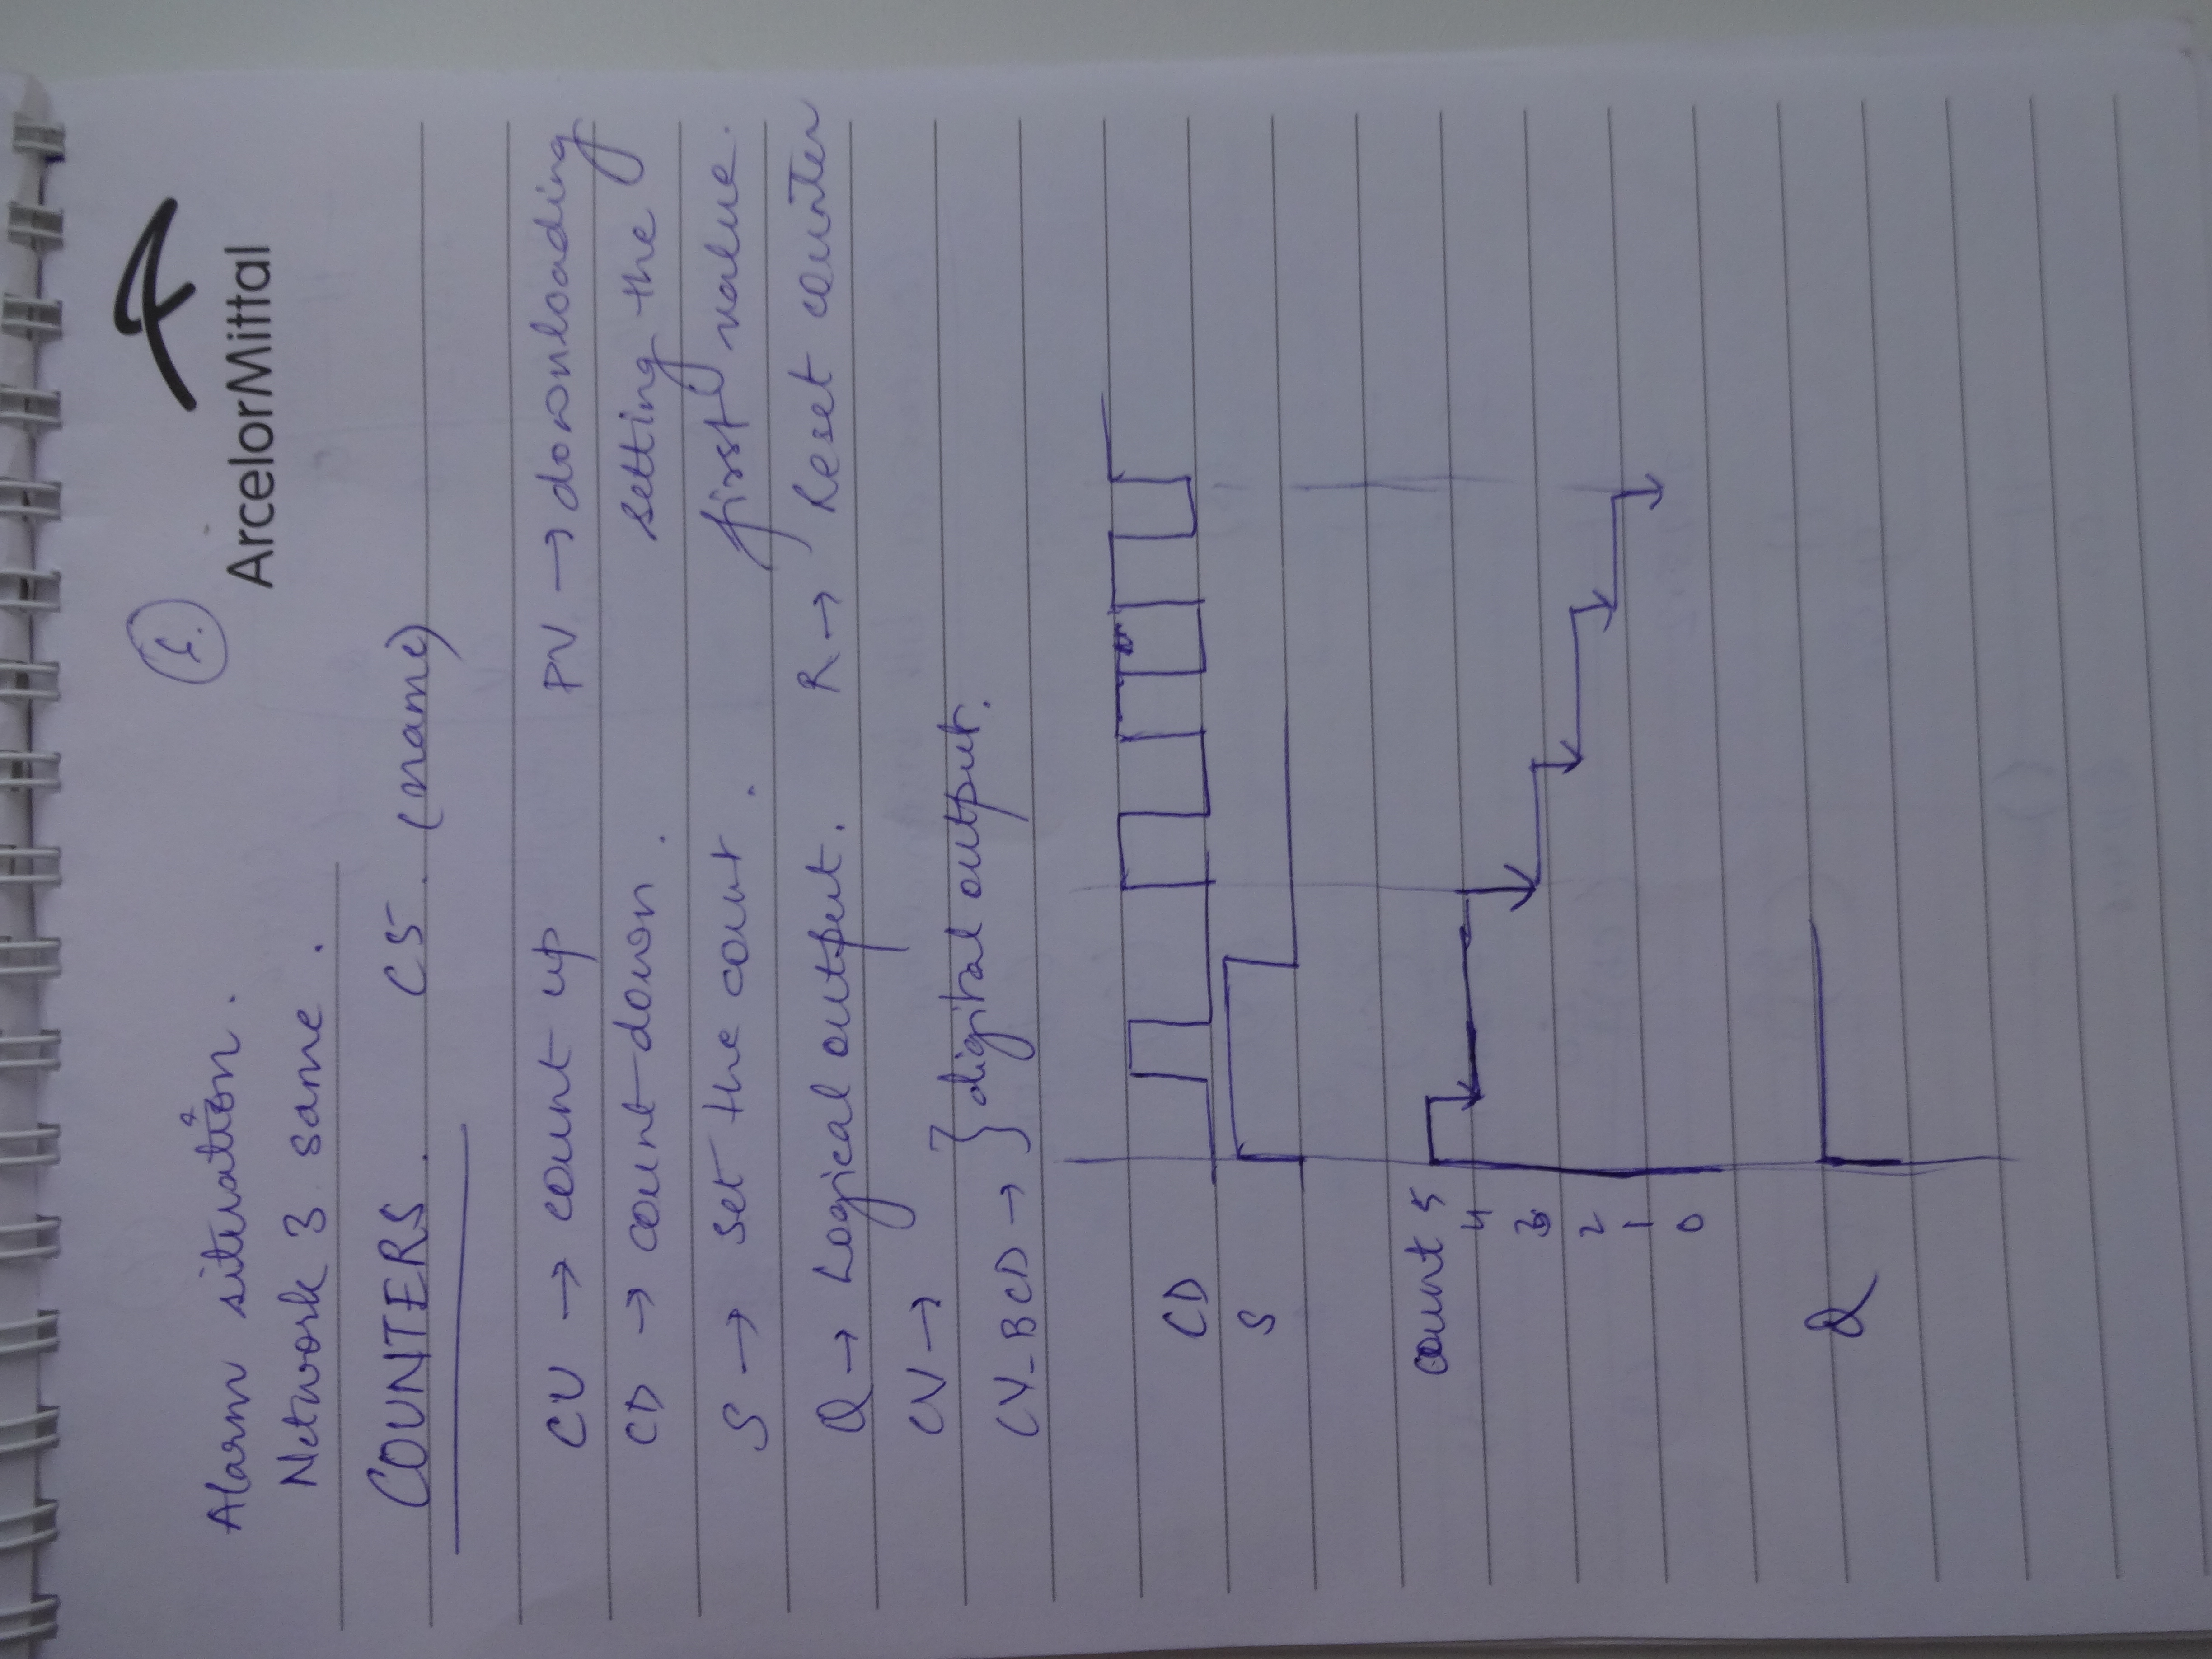 ArcelorMittal
Alarm situation.
Network 3 same.
COUNTERS. C5. (name)
CU → count up
CD → count down.
S → set the count.
Q → Logical output.
CV →
CV_BCD → } digital output.
PV → downloading
setting the
first value.
R → Reset counter
CD
S
count 5
4
3
2
1
0
Q